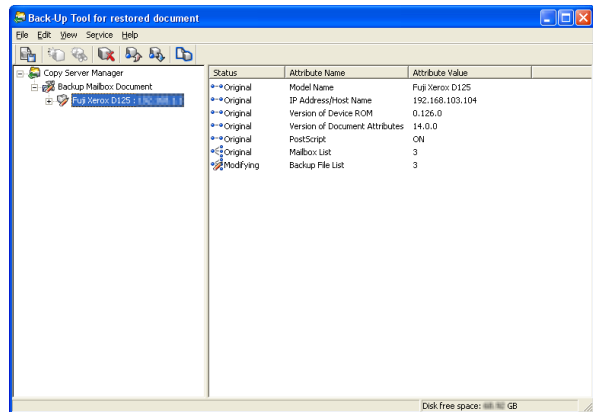 Back-Up Tool for restored document
File Edit View Service Help
Copy Server Manager
Backup Mailbox Document
Fuji Xerox D125 :
Status Attribute Name Attribute Value
Original Model Name Fuji Xerox D125
Original IP Address/Host Name 192.168.103.104
Original Version of Device ROM 0.126.0
Original Version of Document Attributes 14.0.0
Original PostScript ON
Original Mailbox List 3
Modifying Backup File List 3
Disk free space: GB